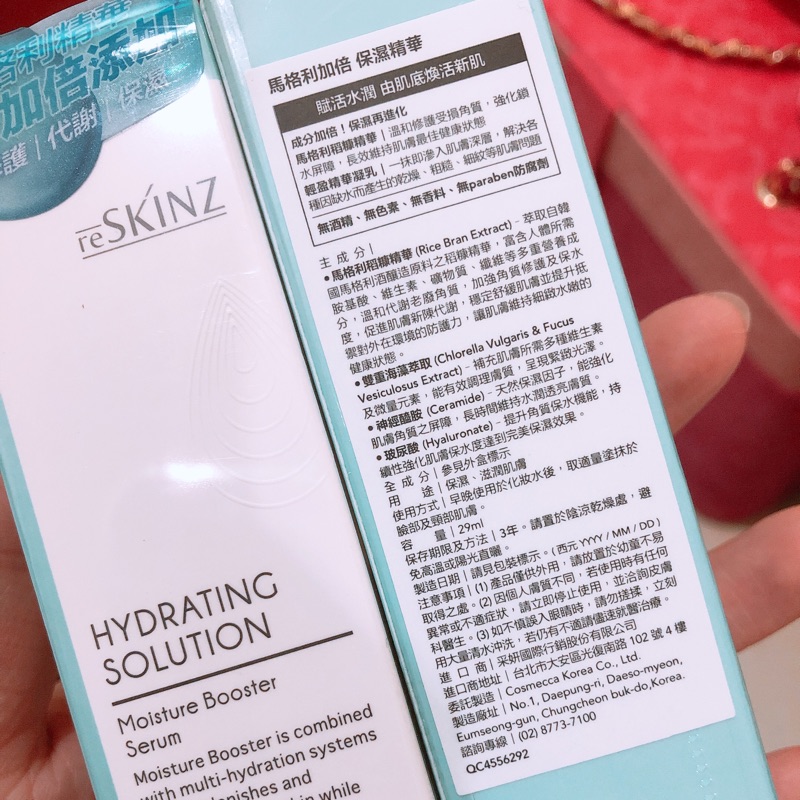 格利精華
加倍添加
護｜代謝｜保濕
reSKINZ
HYDRATING
SOLUTION
Moisture Booster
Serum
Moisture Booster is combined
with multi-hydration systems
and
while
馬格利加倍 保濕精華
賦活水潤 由肌底煥活新肌
成分加倍！保濕再進化
馬格利稻糠精華｜溫和修護受損角質，強化鎖
水屏障，長效維持肌膚最佳健康狀態
輕盈精華凝乳｜一抹即滲入肌膚深層，解決各
種因缺水而產生的乾燥、粗糙、細紋等肌膚問題
無酒精、無色素、無香料、無paraben防腐劑
主成分｜
•馬格利稻糠精華 (Rice Bran Extract) - 萃取自韓
國馬格利酒釀造原料之稻糠精華，富含人體所需
胺基酸、維生素、礦物質、纖維等多重營養成
分，溫和代謝老廢角質，加強角質修護及保水
度，促進肌膚新陳代謝，穩定舒緩肌膚並提升抵
禦對外在環境的防護力，讓肌膚維持細緻水嫩的
健康狀態。
•雙重海藻萃取 (Chlorella Vulgaris & Fucus
Vesiculosus Extract) - 補充肌膚所需多種維生素
及微量元素，能有效調理膚質，呈現緊緻光澤。
•神經醯胺 (Ceramide) - 天然保濕因子，能強化
肌膚角質之屏障，長時間維持水潤透亮膚質。
•玻尿酸 (Hyaluronate) - 提升角質保水機能，持
續性強化肌膚保水度達到完美保濕效果。
全成分｜參見外盒標示
用途｜保濕、滋潤肌膚
使用方式｜早晚使用於化妝水後，取適量塗抹於
臉部及頸部肌膚。
容量｜29ml
保存期限及方法｜3年。請置於陰涼乾燥處，避
免高溫或陽光直曬。
製造日期｜請見包裝標示。(西元 YYYY / MM / DD )
注意事項｜(1) 產品僅供外用，請放置於幼童不易
取得之處。(2) 因個人膚質不同，若使用時有任何
異常或不適症狀，請立即停止使用，並洽詢皮膚
科醫生。(3) 如不慎誤入眼睛時，請勿搓揉，立刻
用大量清水沖洗，若仍有不適請儘速就醫治療。
進口商｜采妍國際行銷股份有限公司
進口商地址｜台北市大安區光復南路 102 號 4 樓
委託製造｜Cosmecca Korea Co., Ltd.
製造廠址｜No.1, Daepung-ri, Daeso-myeon,
Eumseong-gun, Chungcheon buk-do,Korea.
諮詢專線｜(02) 8773-7100
QC4556292